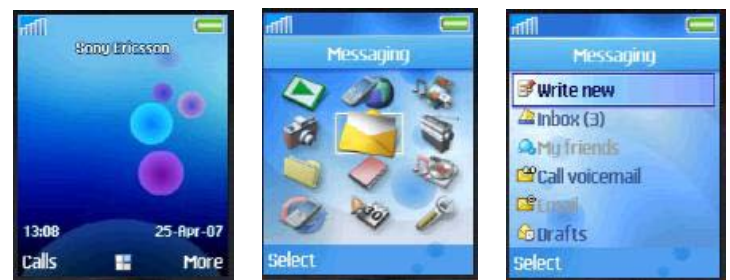 Sony Ericsson
13:08 25-Apr-07
Calls More
Messaging
Select
Messaging
Write new
Inbox (3)
My friends
Call voicemail
Email
Drafts
Select